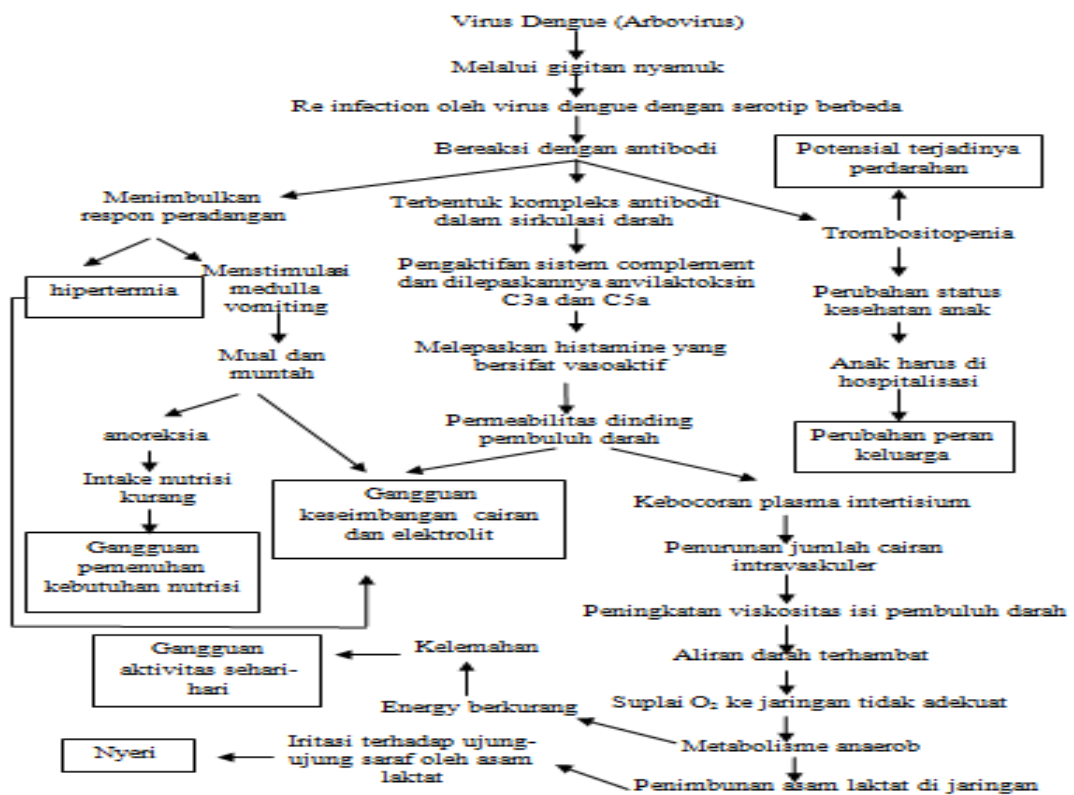 Virus Dengue (Arbovirus)
Melalui gigitan nyamuk
Re infection oleh virus dengue dengan serotip berbeda
Bereaksi dengan antibodi
Potensial terjadinya
perdarahan
Menimbulkan
respon peradangan
Terbentuk kompleks antibodi
dalam sirkulasi darah
Trombositopenia
hipertermia
Menstimulasi
medulla
vomiting
Pengaktifan sistem complement
dan dilepaskannya anvilaktoksin
C3a dan C5a
Perubahan status
kesehatan anak
Mual dan
muntah
Melepaskan histamine yang
bersifat vasoaktif
Anak harus di
hospitalisasi
anoreksia
Permeabilitas dinding
pembuluh darah
Perubahan peran
keluarga
Intake nutrisi
kurang
Gangguan
keseimbangan cairan
dan elektrolit
Kebocoran plasma intertisium
Gangguan
pemenuhan
kebutuhan nutrisi
Penurunan jumlah cairan
intravaskuler
Peningkatan viskositas isi pembuluh darah
Gangguan
aktivitas sehari-
hari
Kelemahan
Aliran darah terhambat
Energy berkurang
Suplai O₂ ke jaringan tidak adekuat
Nyeri
Iritasi terhadap ujung-
ujung saraf oleh asam
laktat
Metabolisme anaerob
Penimbunan asam laktat di jaringan